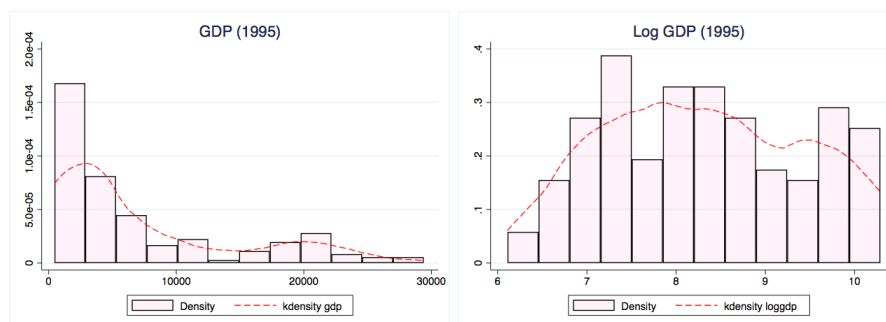 GDP (1995)
2.0e-04
1.5e-04
1.0e-04
5.0e-05
0
0 10000 20000 30000
Density kdensity gdp
Log GDP (1995)
.4
.3
.2
.1
0
6 7 8 9 10
Density kdensity loggdp